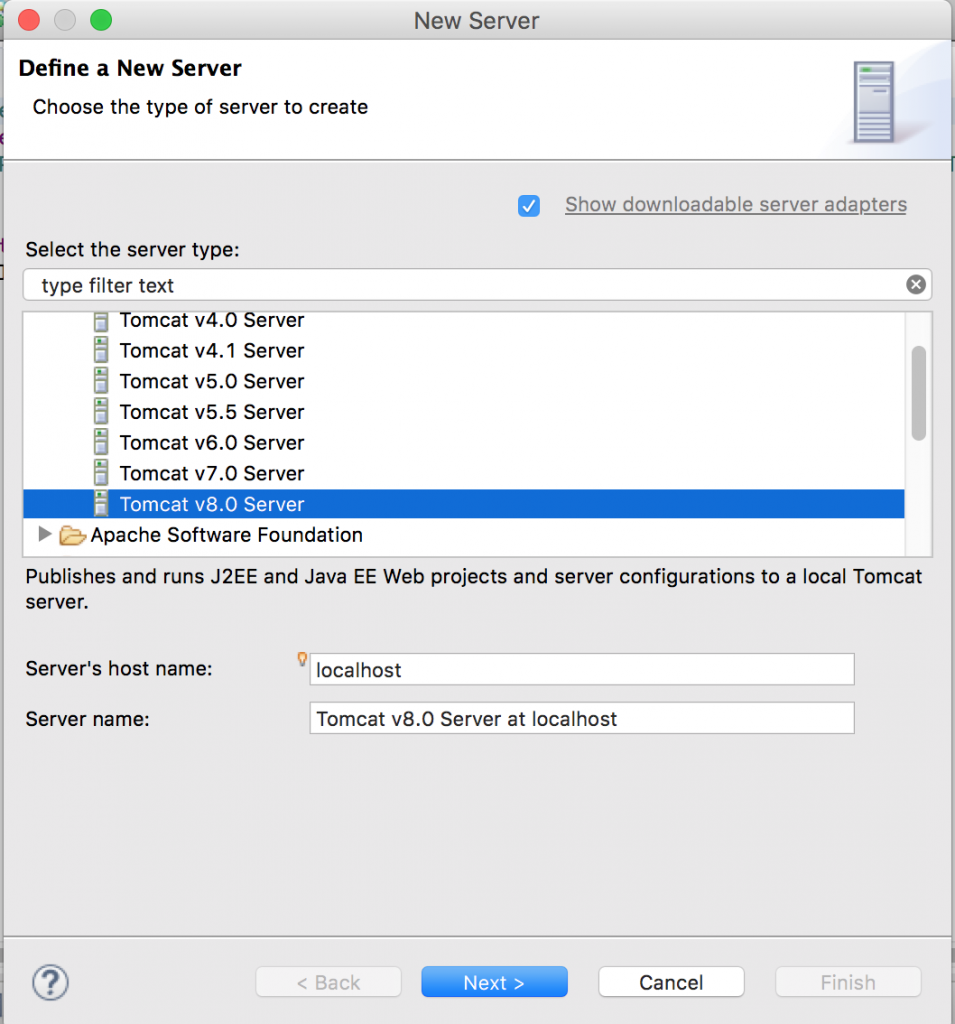 New Server
Define a New Server
Choose the type of server to create
Show downloadable server adapters
Select the server type:
type filter text
Tomcat v4.0 Server
Tomcat v4.1 Server
Tomcat v5.0 Server
Tomcat v5.5 Server
Tomcat v6.0 Server
Tomcat v7.0 Server
Tomcat v8.0 Server
Apache Software Foundation
Publishes and runs J2EE and Java EE Web projects and server configurations to a local Tomcat
server.
Server's host name: localhost
Server name: Tomcat v8.0 Server at localhost
? < Back Next > Cancel Finish